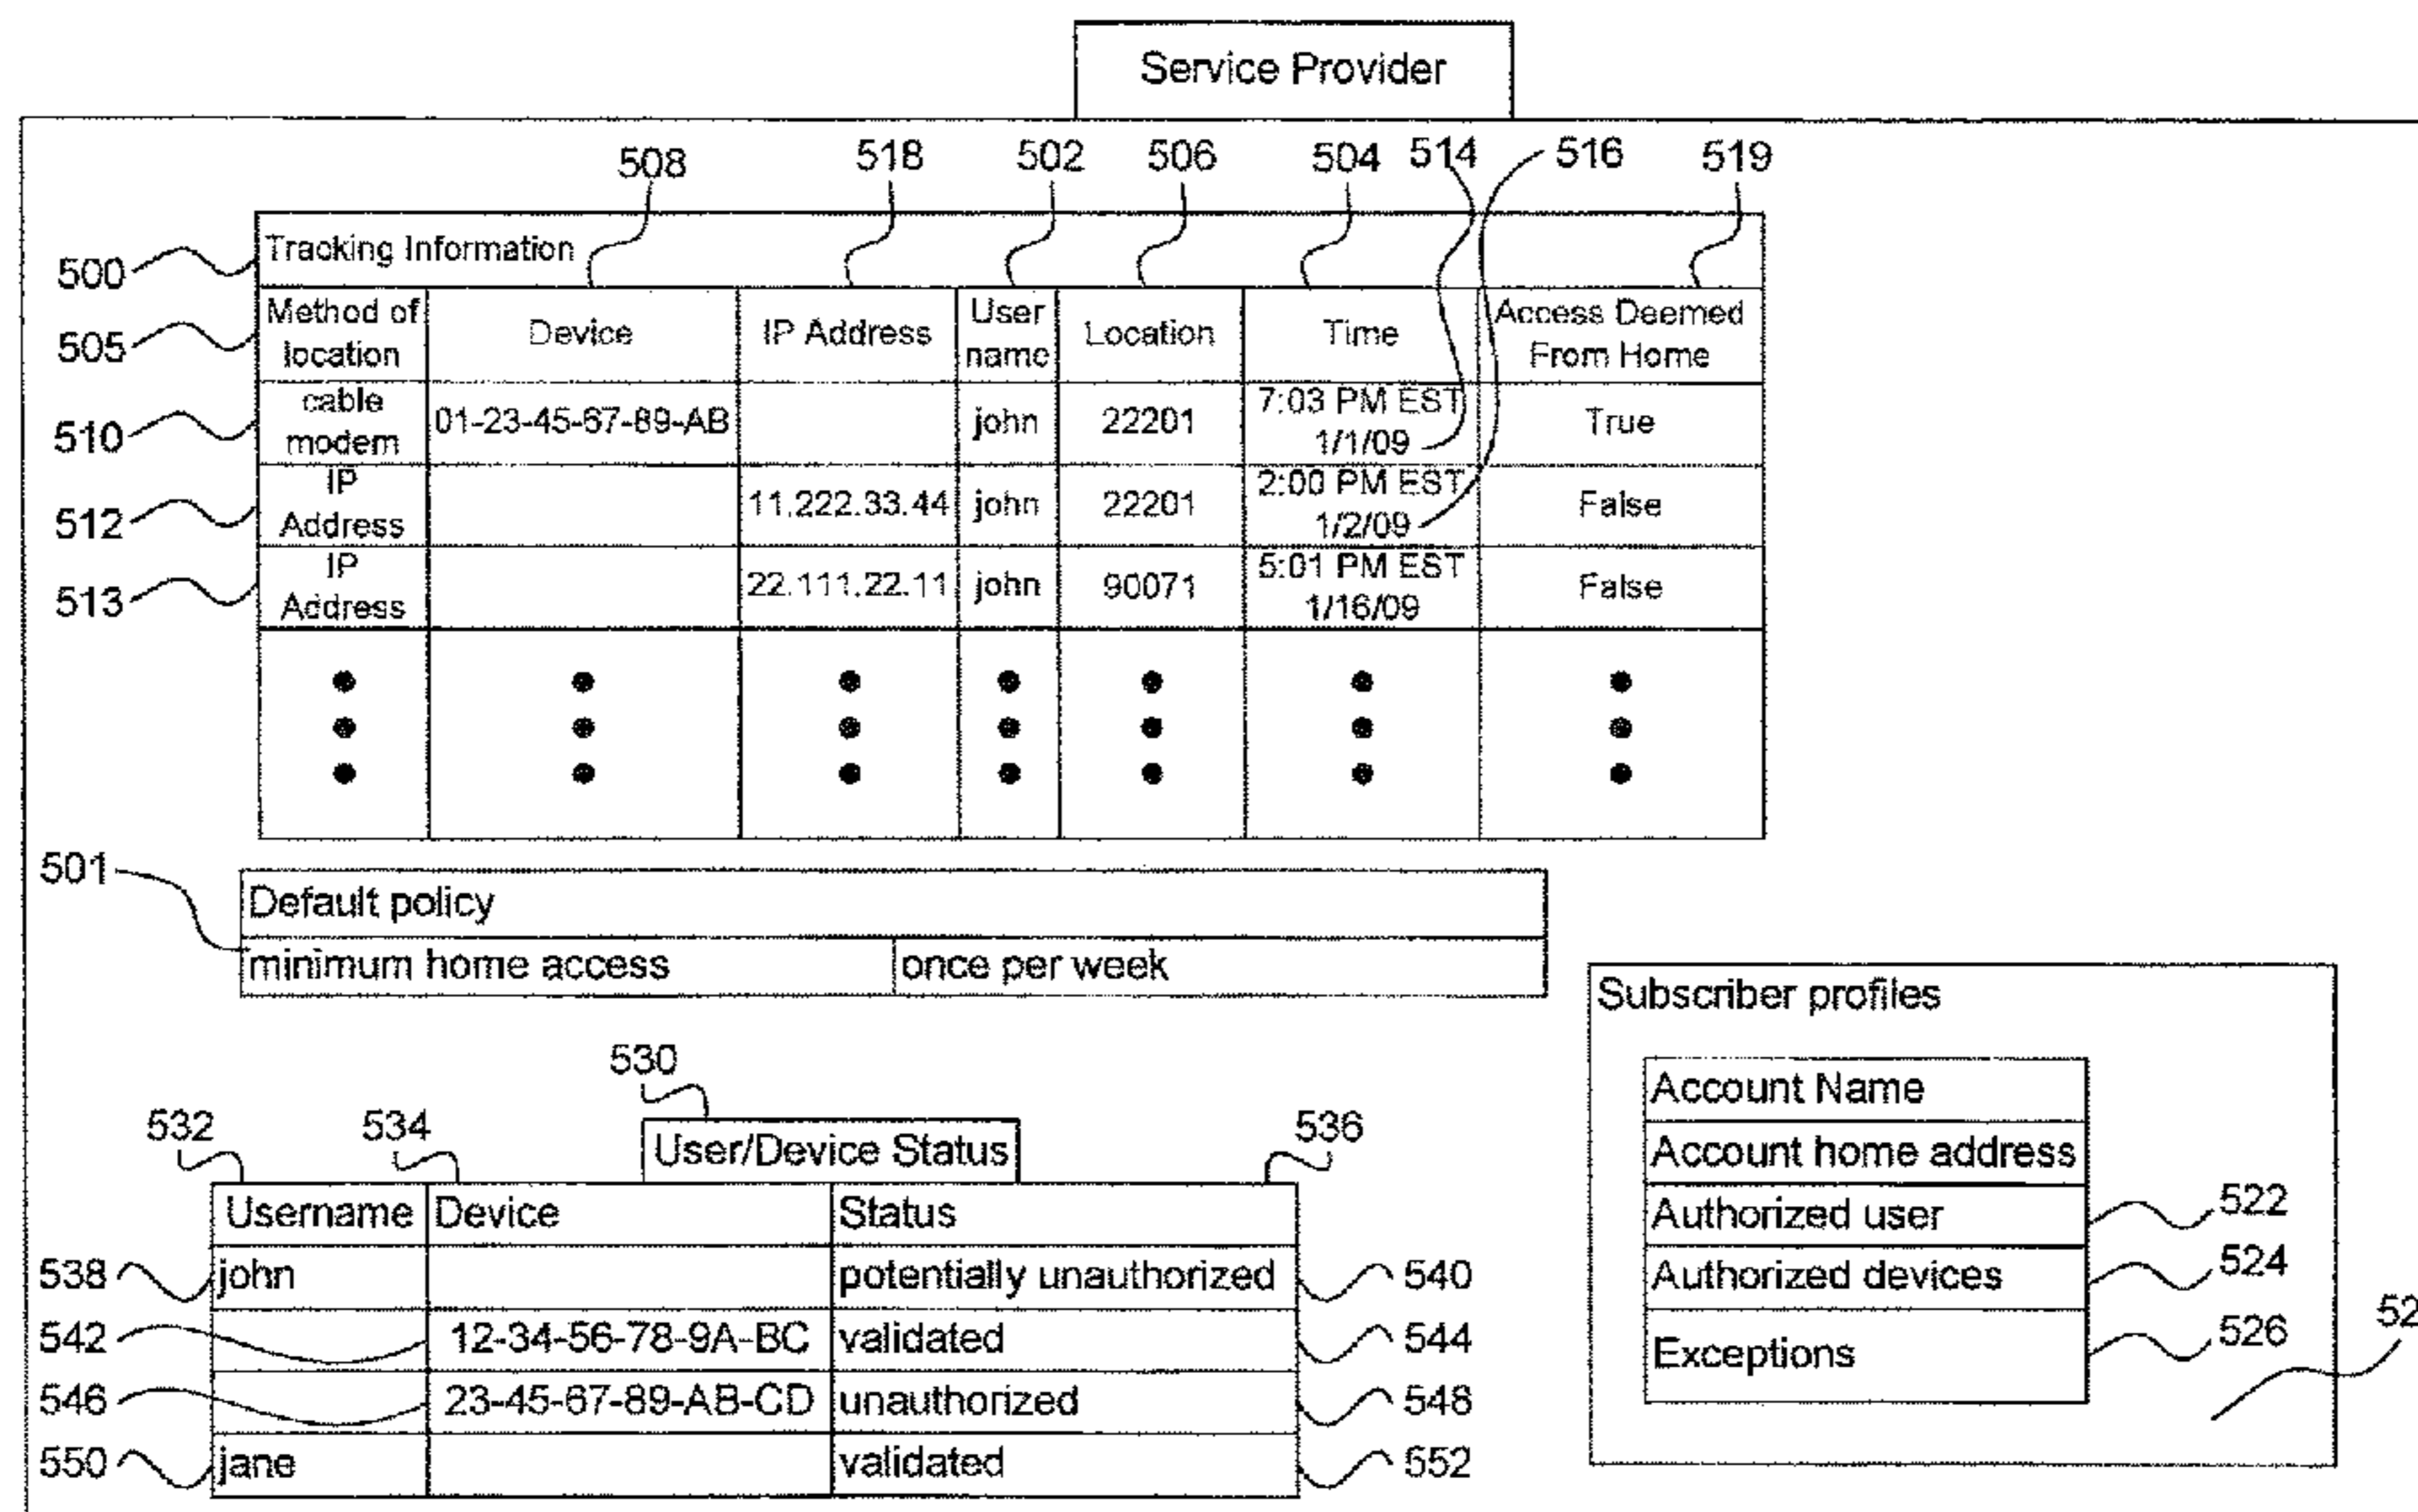 Service Provider
508 518 502 506 504 514 516 519
500 Tracking Information
505 Method of location Device IP Address User name Location Time Access Deemed From Home
510 cable modem 01-23-45-67-89-AB john 22201 7:03 PM EST 1/1/09 True
512 IP Address 11.222.33.44 john 22201 2:00 PM EST 1/2/09 False
513 IP Address 22.111.22.11 john 90071 5:01 PM EST 1/16/09 False
501
Default policy
minimum home access once per week
530
532 534 User/Device Status 536
Username Device Status
538 john potentially unauthorized 540
542 12-34-56-78-9A-BC validated 544
546 23-45-67-89-AB-CD unauthorized 548
550 jane validated 552
Subscriber profiles
Account Name
Account home address
Authorized user 522
Authorized devices 524
Exceptions 526